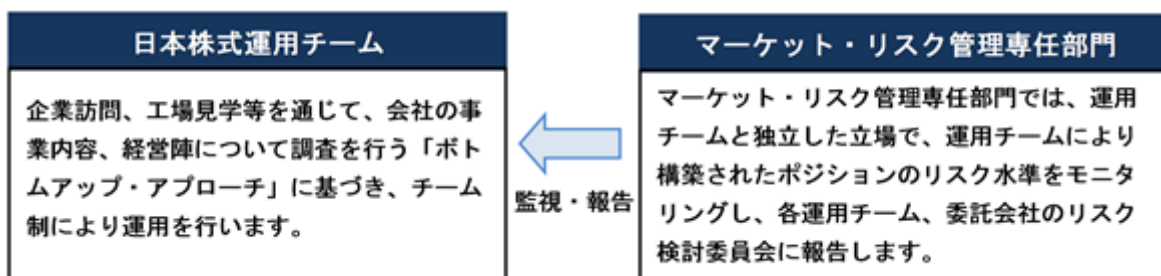 日本株式運用チーム
企業訪問、工場見学等を通じて、会社の事
業内容、経営陣について調査を行う「ボト
ムアップ・アプローチ」に基づき、チーム
制により運用を行います。
監視・報告
マーケット・リスク管理専任部門
マーケット・リスク管理専任部門では、運用
チームと独立した立場で、運用チームにより
構築されたポジションのリスク水準をモニタ
リングし、各運用チーム、委託会社のリスク
検討委員会に報告します。